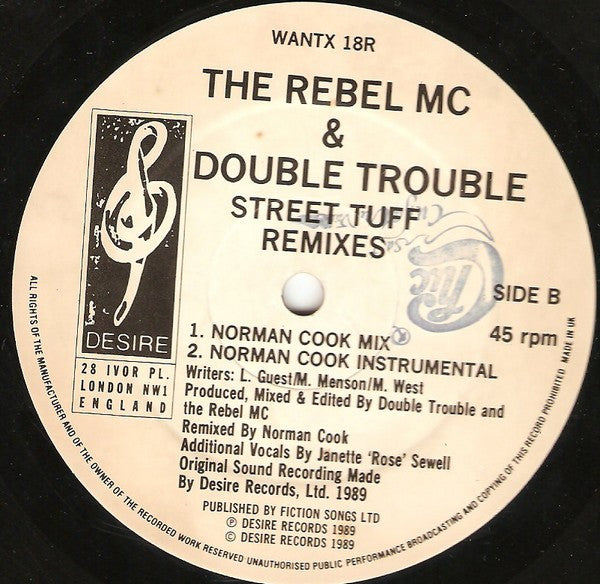 WANTX 18R
THE REBEL MC
&
DOUBLE TROUBLE
STREET TUFF
REMIXES
DESIRE
28 IVOR PL.
LONDON NW1
ENGLAND
SIDE B
45 rpm
1. NORMAN COOK MIX
2. NORMAN COOK INSTRUMENTAL
Writers: L. Guest/M. Menson/M. West
Produced, Mixed & Edited By Double Trouble and
the Rebel MC
Remixed By Norman Cook
Additional Vocals By Janette 'Rose' Sewell
Original Sound Recording Made
By Desire Records, Ltd. 1989
PUBLISHED BY FICTION SONGS LTD
℗ DESIRE RECORDS 1989
© DESIRE RECORDS 1989
ALL RIGHTS OF THE MANUFACTURER AND OF THE OWNER OF THE RECORDED WORK RESERVED UNAUTHORISED PUBLIC PERFORMANCE BROADCASTING AND COPYING OF THIS RECORD PROHIBITED MADE IN UK